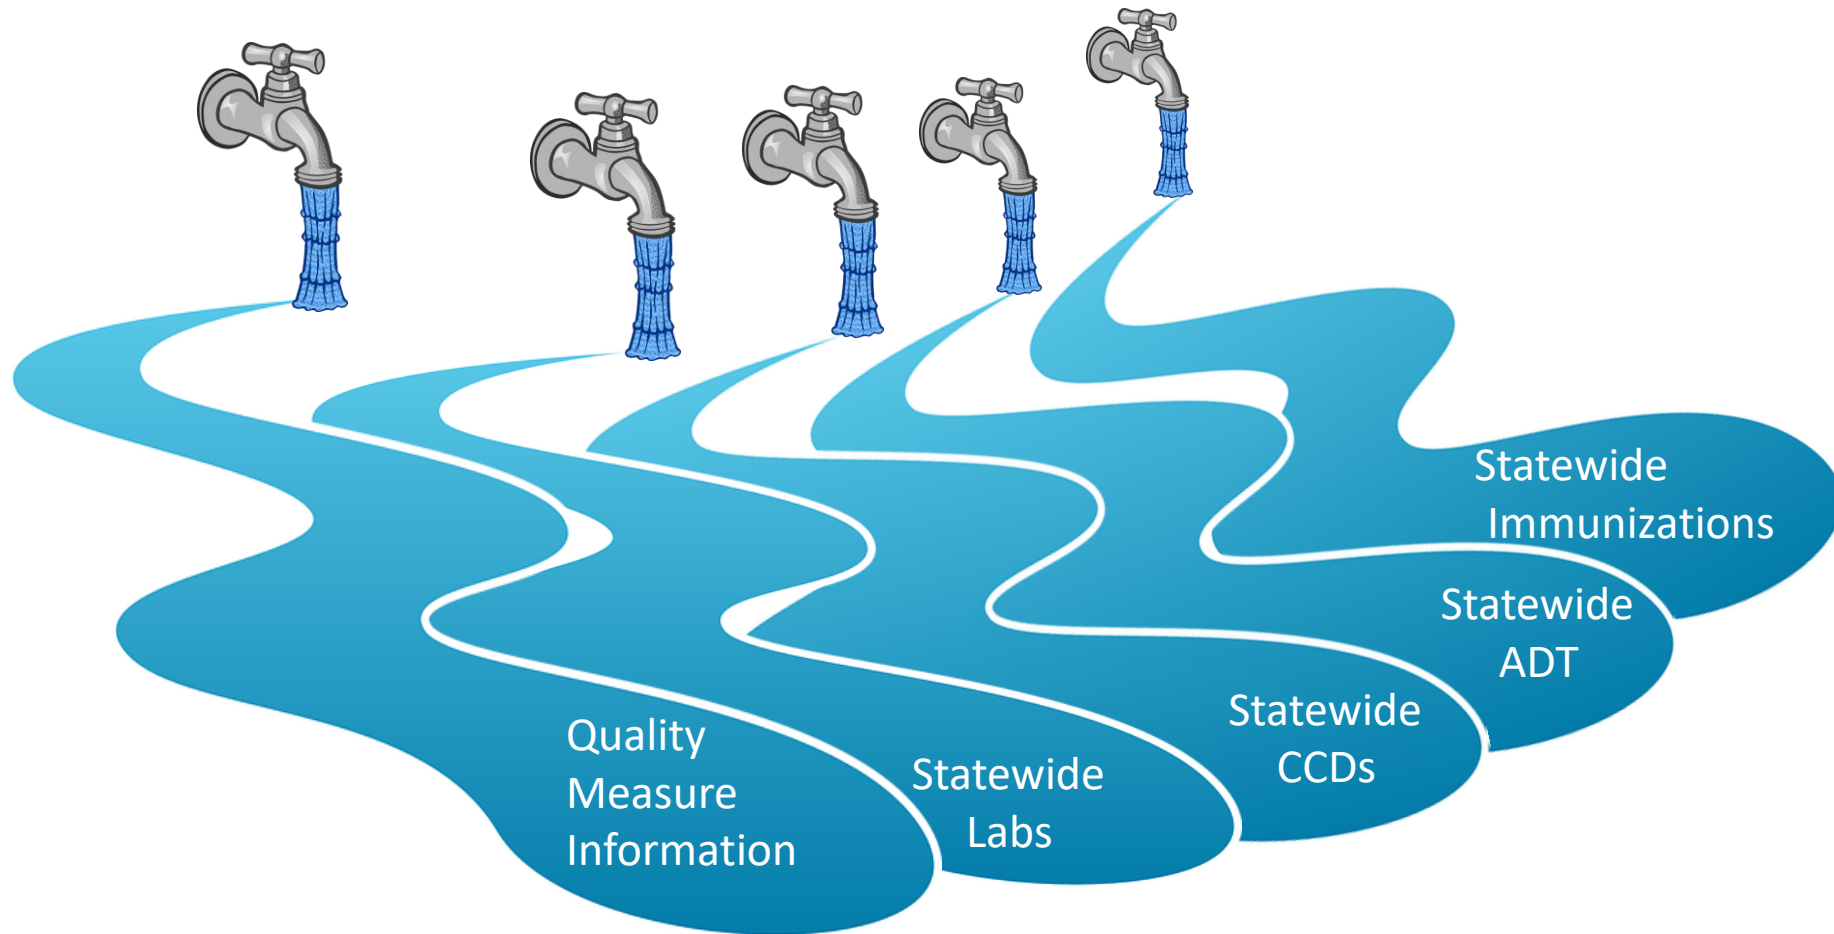 Quality
Measure
Information
Statewide
Labs
Statewide
CCDs
Statewide
ADT
Statewide
Immunizations